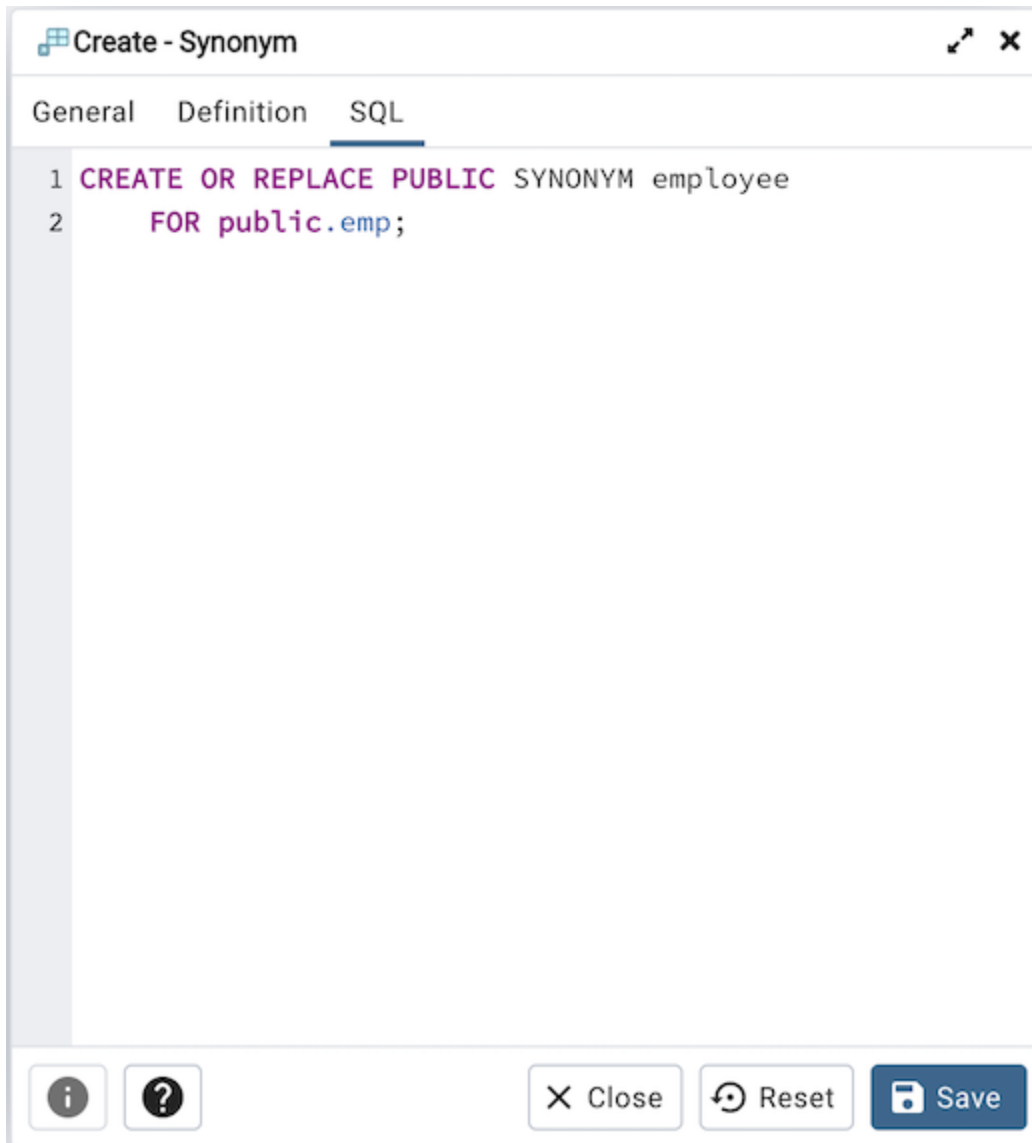 Create - Synonym
General Definition SQL
1 CREATE OR REPLACE PUBLIC SYNONYM employee
2 FOR public.emp;
Close Reset Save